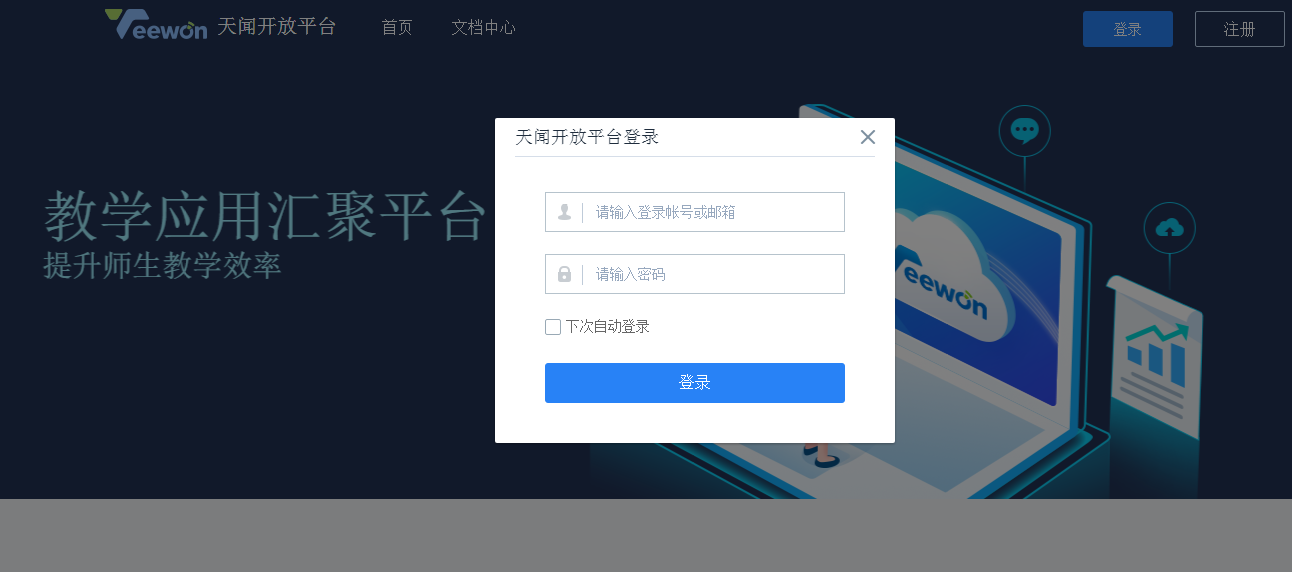 Teewon 天闻开放平台 首页 文档中心 登录 注册
天闻开放平台登录
教学应用汇聚平台
提升师生教学效率
请输入登录帐号或邮箱
请输入密码
下次自动登录
登录
Teewon